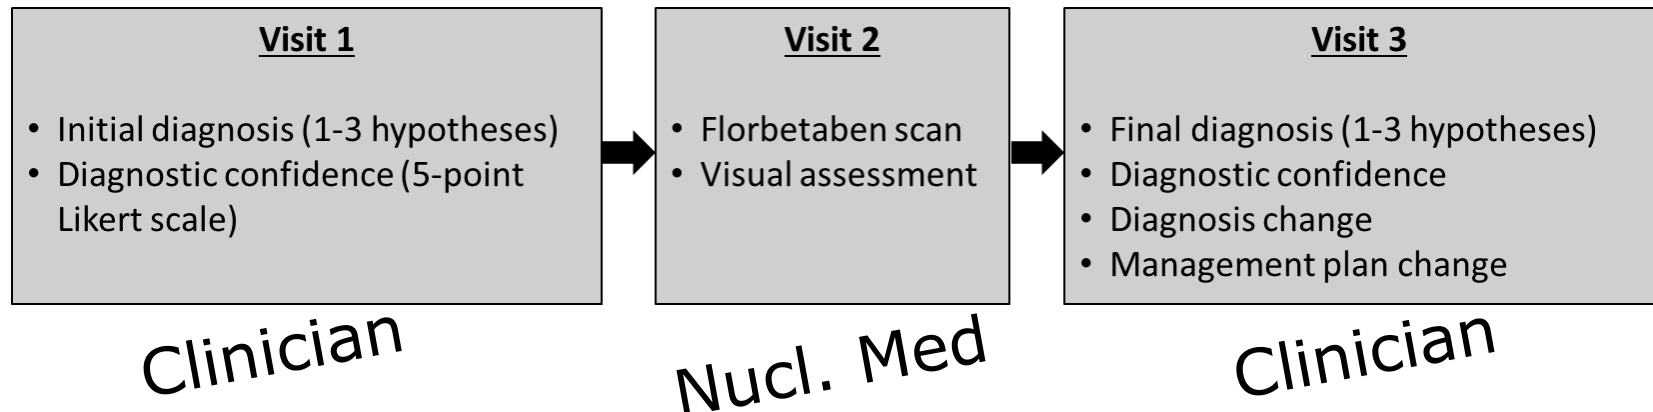 Visit 1
• Initial diagnosis (1-3 hypotheses)
• Diagnostic confidence (5-point
Likert scale)
Visit 2
• Florbetaben scan
• Visual assessment
Visit 3
• Final diagnosis (1-3 hypotheses)
• Diagnostic confidence
• Diagnosis change
• Management plan change
Clinician
Nucl. Med
Clinician